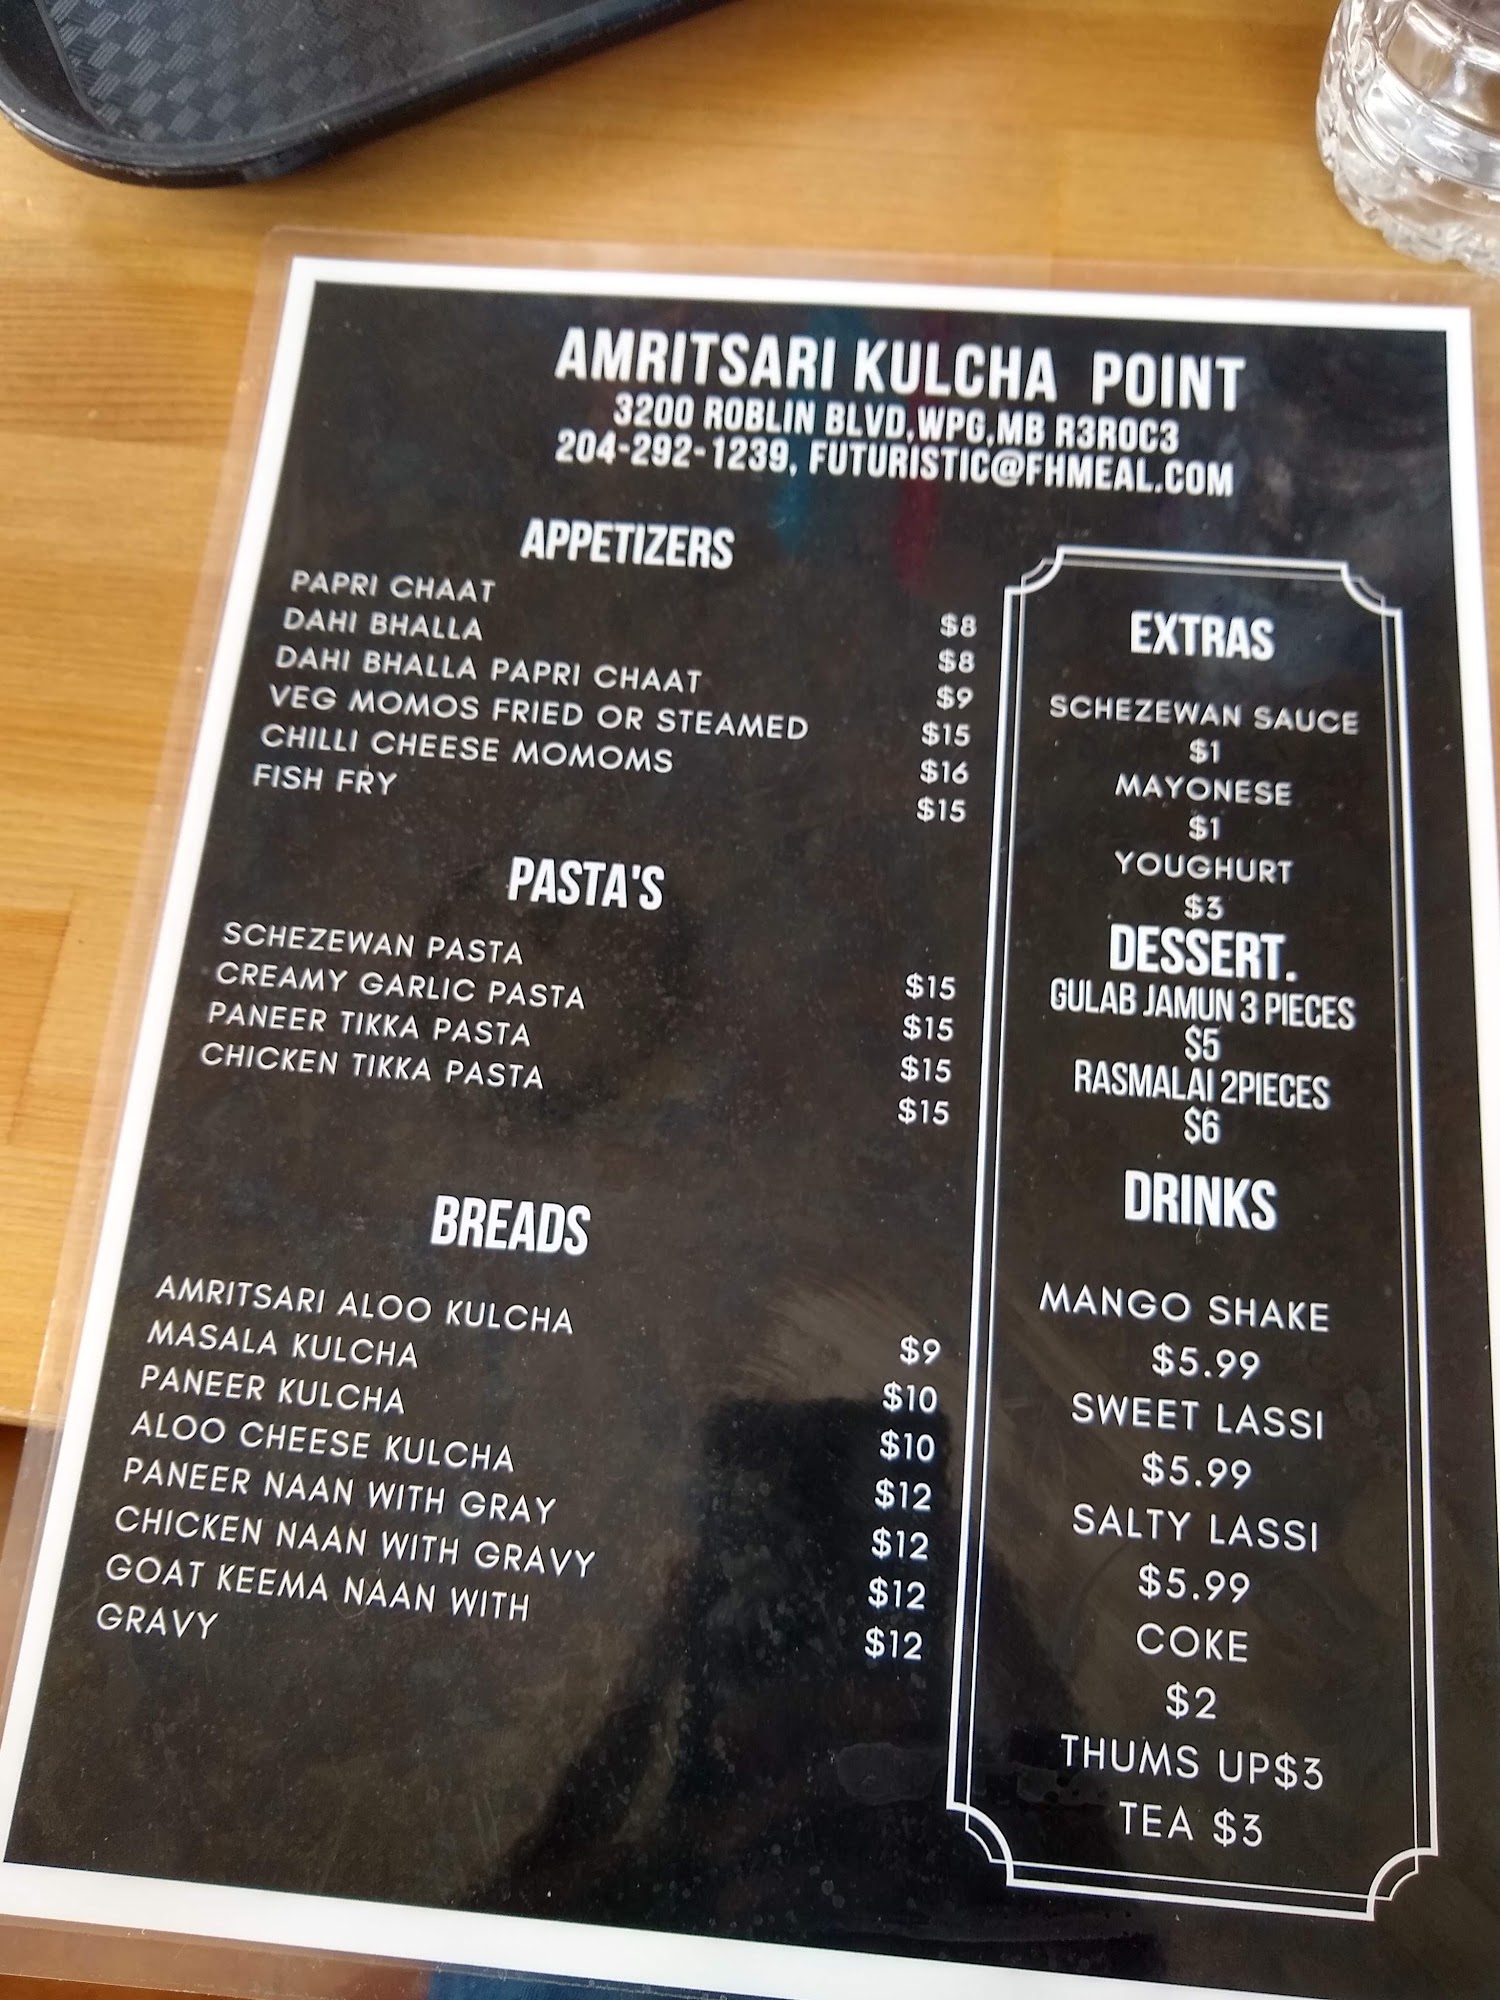 AMRITSARI KULCHA POINT
3200 ROBLIN BLVD,WPG,MB R3R0C3
204-292-1239, FUTURISTIC@FHMEAL.COM
APPETIZERS
PAPRI CHAAT $8
DAHI BHALLA $8
DAHI BHALLA PAPRI CHAAT $9
VEG MOMOS FRIED OR STEAMED $15
CHILLI CHEESE MOMOMS $16
FISH FRY $15
PASTA'S
SCHEZEWAN PASTA $15
CREAMY GARLIC PASTA $15
PANEER TIKKA PASTA $15
CHICKEN TIKKA PASTA $15
BREADS
AMRITSARI ALOO KULCHA $9
MASALA KULCHA $10
PANEER KULCHA $10
ALOO CHEESE KULCHA $12
PANEER NAAN WITH GRAY $12
CHICKEN NAAN WITH GRAVY $12
GOAT KEEMA NAAN WITH $12
GRAVY
EXTRAS
SCHEZEWAN SAUCE
$1
MAYONESE
$1
YOUGHURT
$3
DESSERT.
GULAB JAMUN 3 PIECES
$5
RASMALAI 2PIECES
$6
DRINKS
MANGO SHAKE
$5.99
SWEET LASSI
$5.99
SALTY LASSI
$5.99
COKE
$2
THUMS UP$3
TEA $3